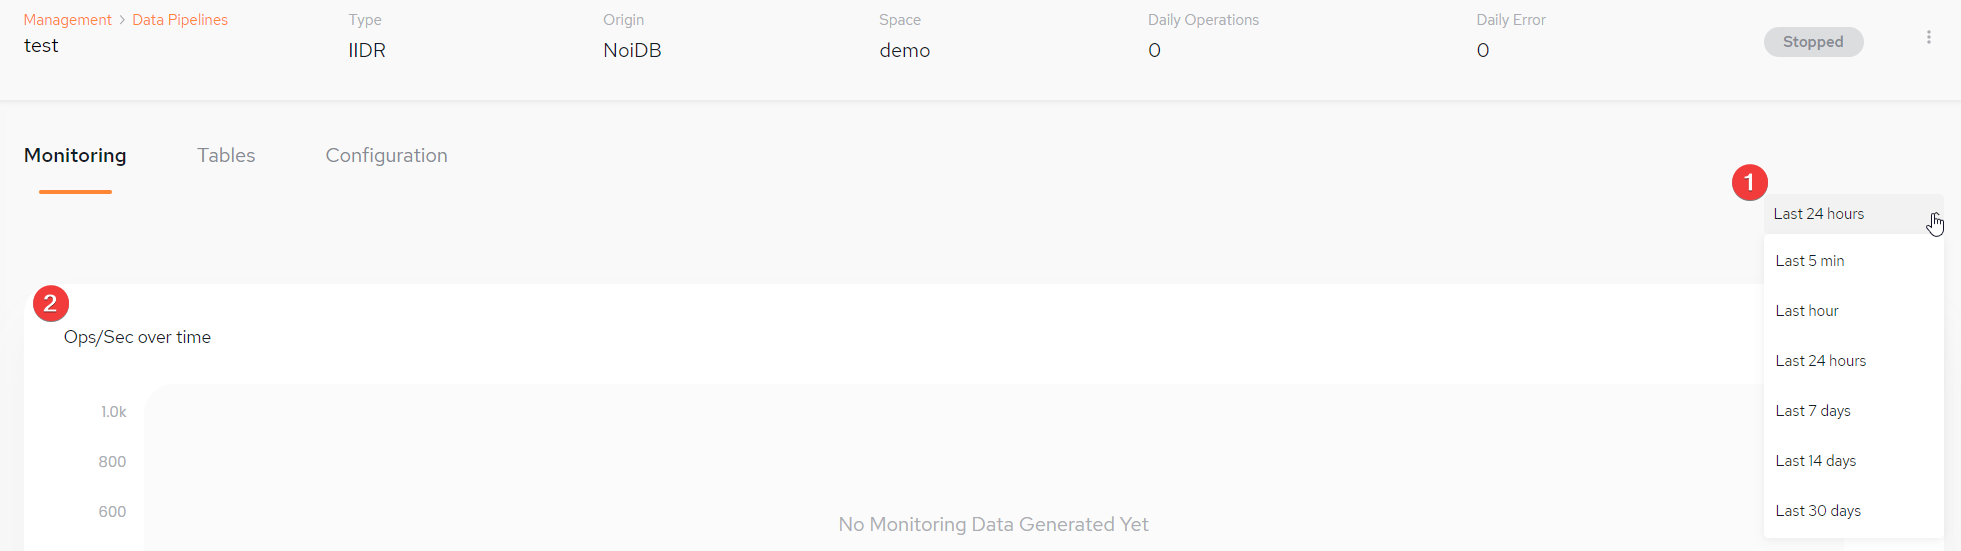 Management > Data Pipelines
test
Type
IIDR
Origin
NoiDB
Space
demo
Daily Operations
0
Daily Error
0
Stopped
Monitoring
Tables
Configuration
1
Last 24 hours
Last 5 min
Last hour
Last 24 hours
Last 7 days
Last 14 days
Last 30 days
2
Ops/Sec over time
1.0k
800
600
No Monitoring Data Generated Yet